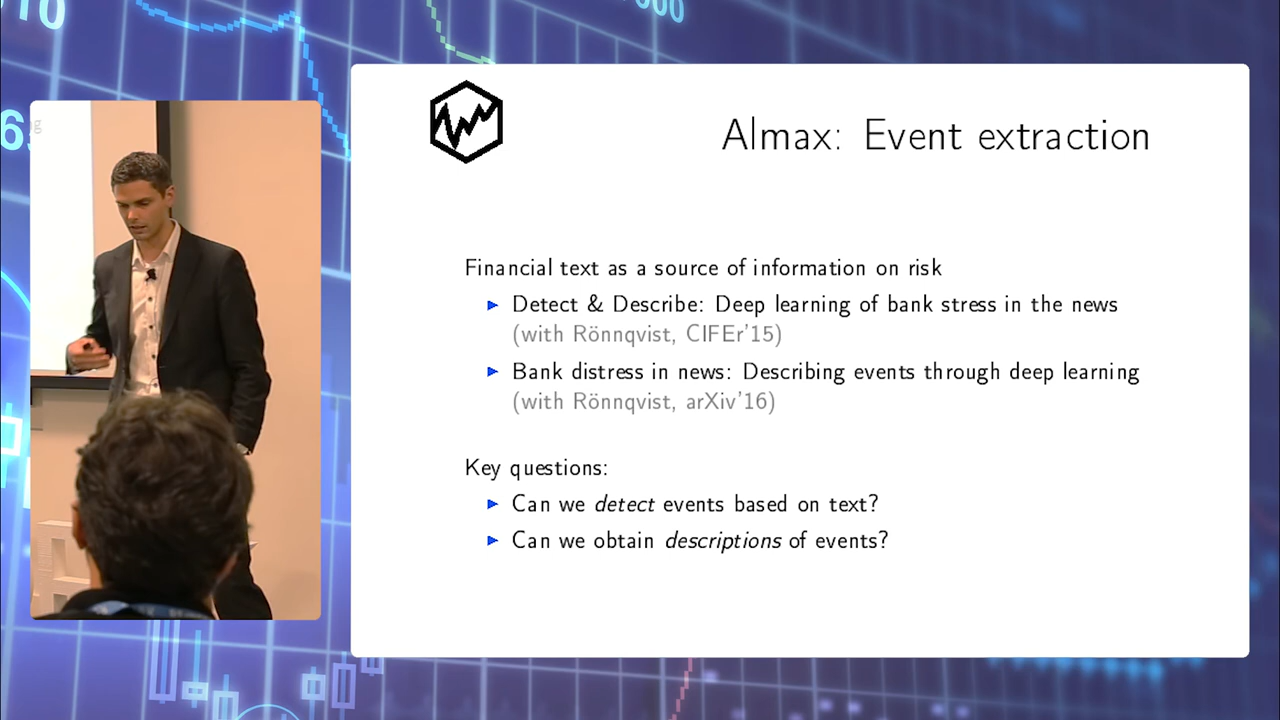 Almax: Event extraction
Financial text as a source of information on risk
Detect & Describe: Deep learning of bank stress in the news
(with Rönnqvist, CIFEr'15)
Bank distress in news: Describing events through deep learning
(with Rönnqvist, arXiv'16)
Key questions:
Can we detect events based on text?
Can we obtain descriptions of events?